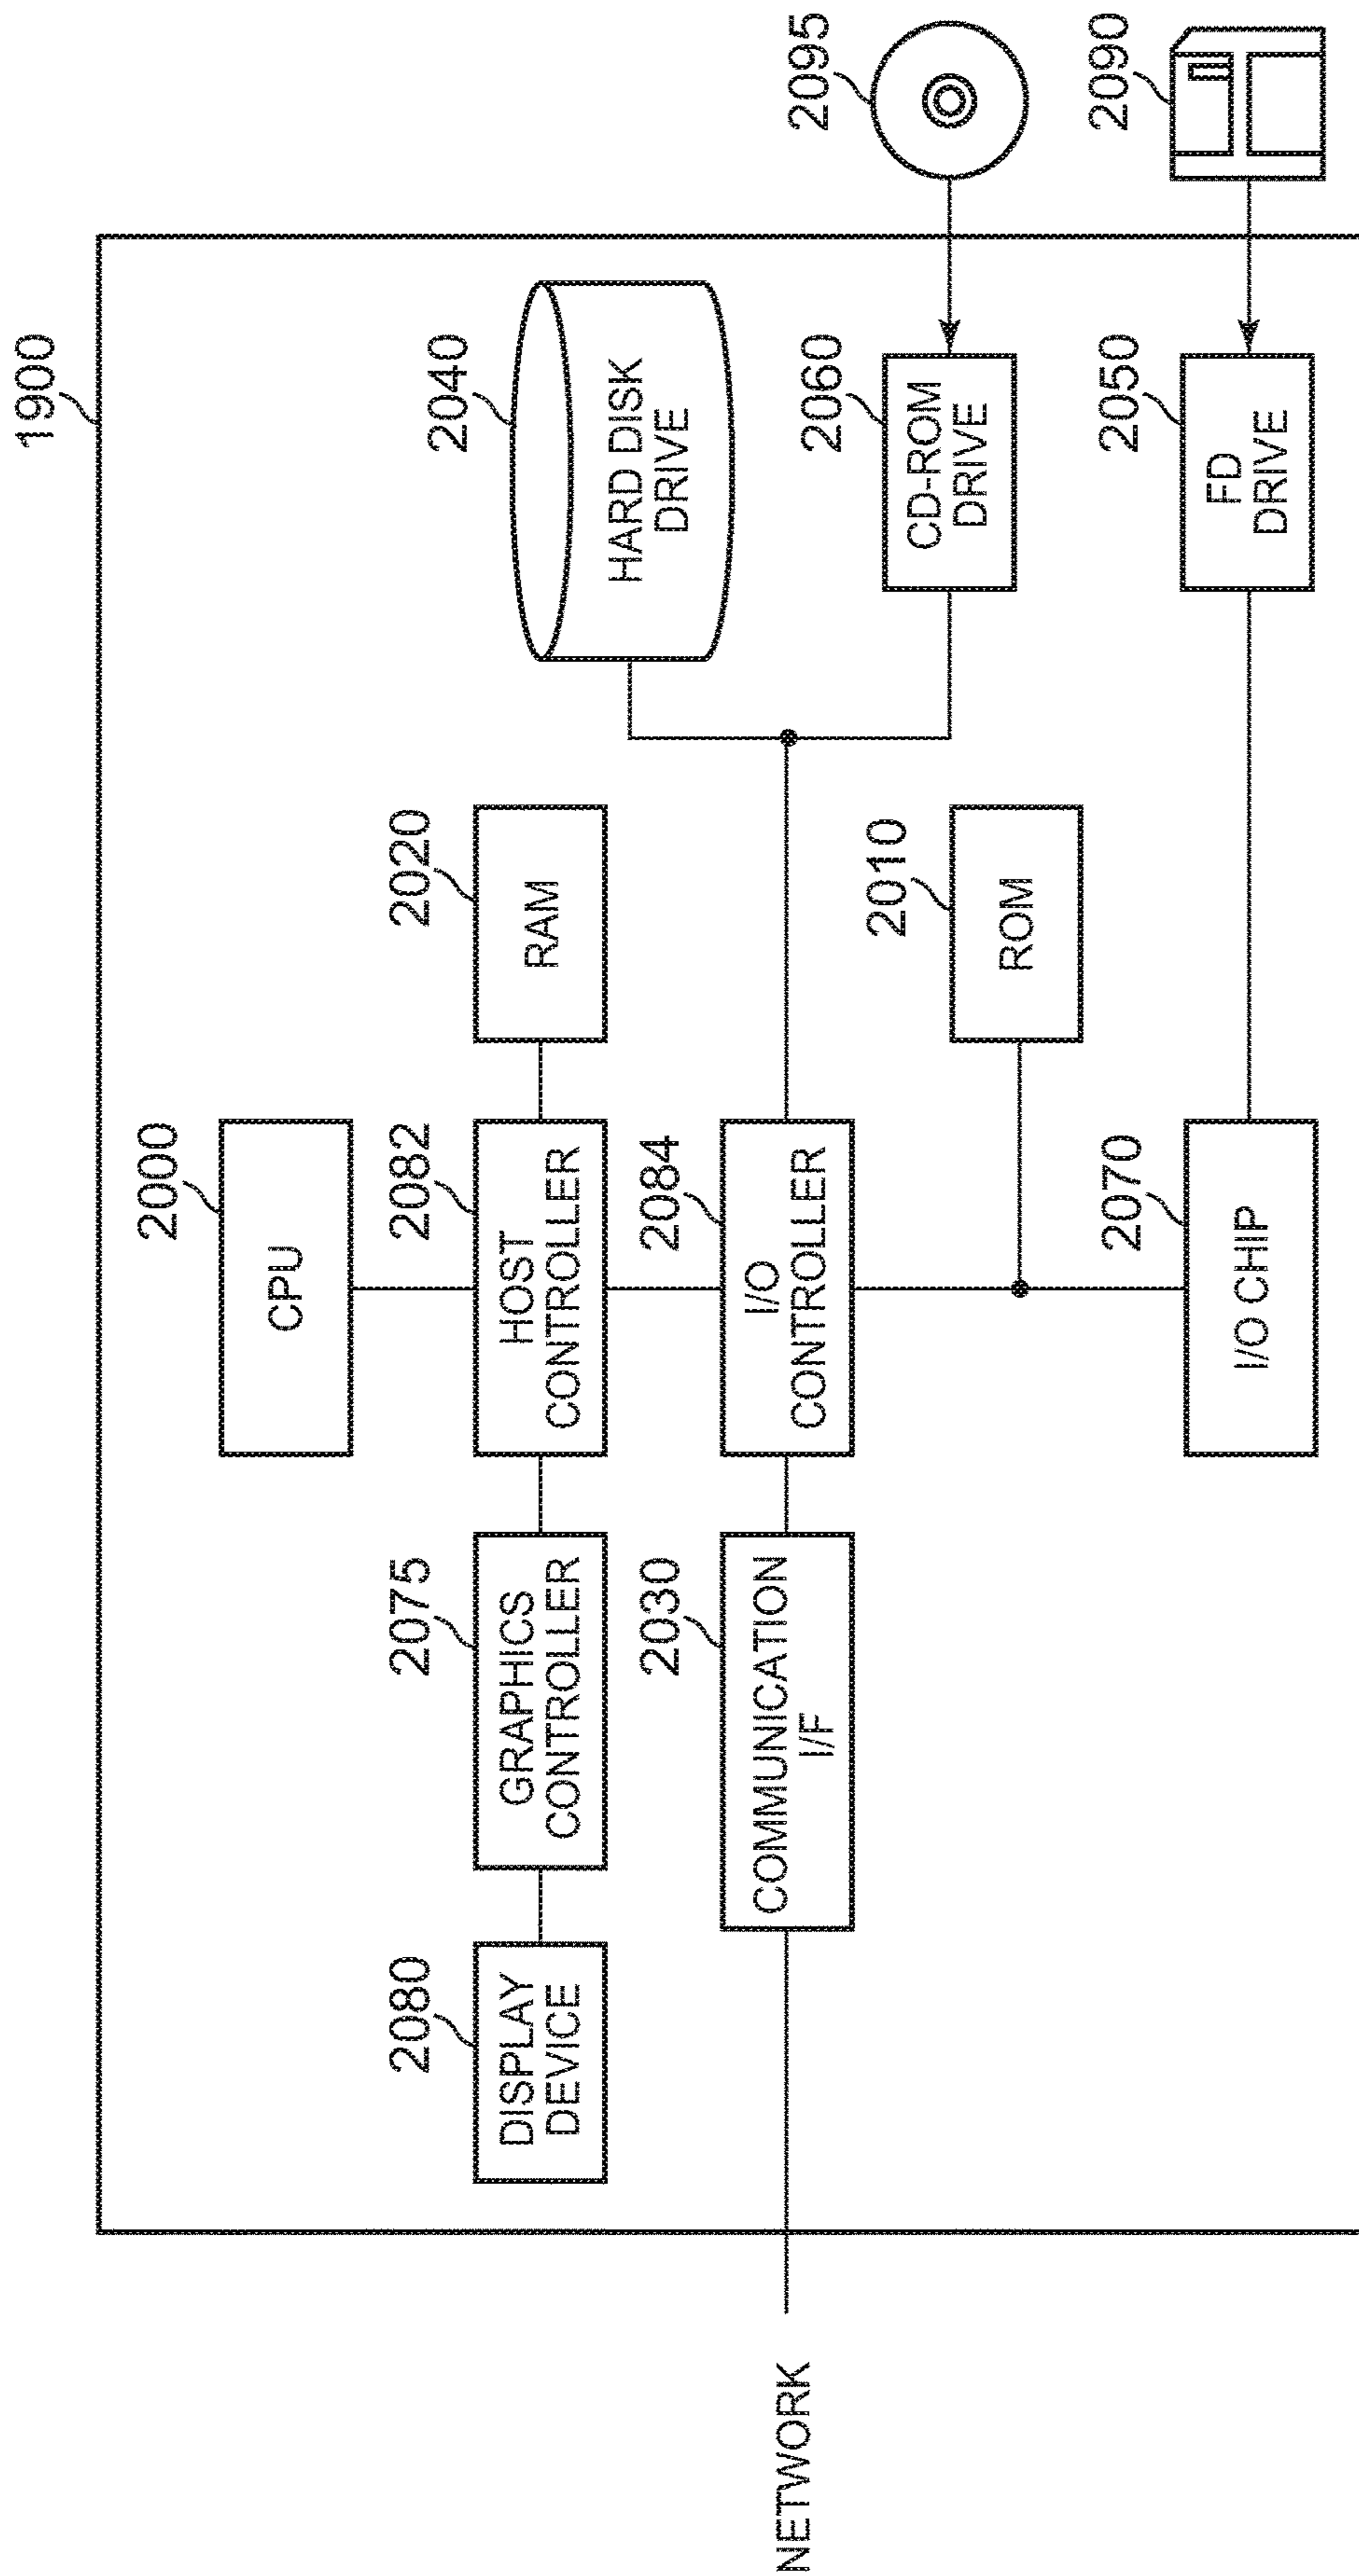 1900
2000
CPU
2080
DISPLAY
DEVICE
2075
GRAPHICS
CONTROLLER
2082
HOST
CONTROLLER
2020
RAM
2040
HARD DISK
DRIVE
NETWORK
2030
COMMUNICATION
I/F
2084
I/O
CONTROLLER
2060
CD-ROM
DRIVE
2095
2010
ROM
2070
I/O CHIP
2050
FD
DRIVE
2090